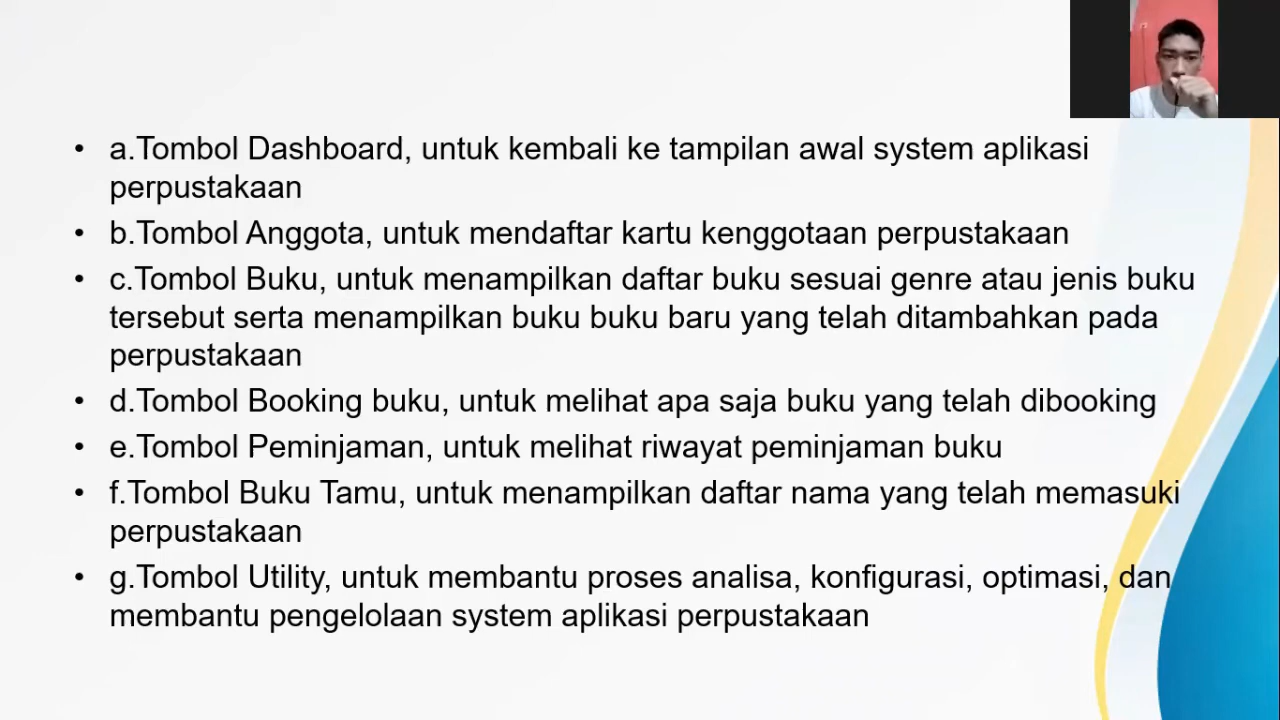 • a.Tombol Dashboard, untuk kembali ke tampilan awal system aplikasi
perpustakaan
• b.Tombol Anggota, untuk mendaftar kartu kenggotaan perpustakaan
• c.Tombol Buku, untuk menampilkan daftar buku sesuai genre atau jenis buku
tersebut serta menampilkan buku buku baru yang telah ditambahkan pada
perpustakaan
• d.Tombol Booking buku, untuk melihat apa saja buku yang telah dibooking
• e.Tombol Peminjaman, untuk melihat riwayat peminjaman buku
• f.Tombol Buku Tamu, untuk menampilkan daftar nama yang telah memasuki
perpustakaan
• g.Tombol Utility, untuk membantu proses analisa, konfigurasi, optimasi, dan
membantu pengelolaan system aplikasi perpustakaan